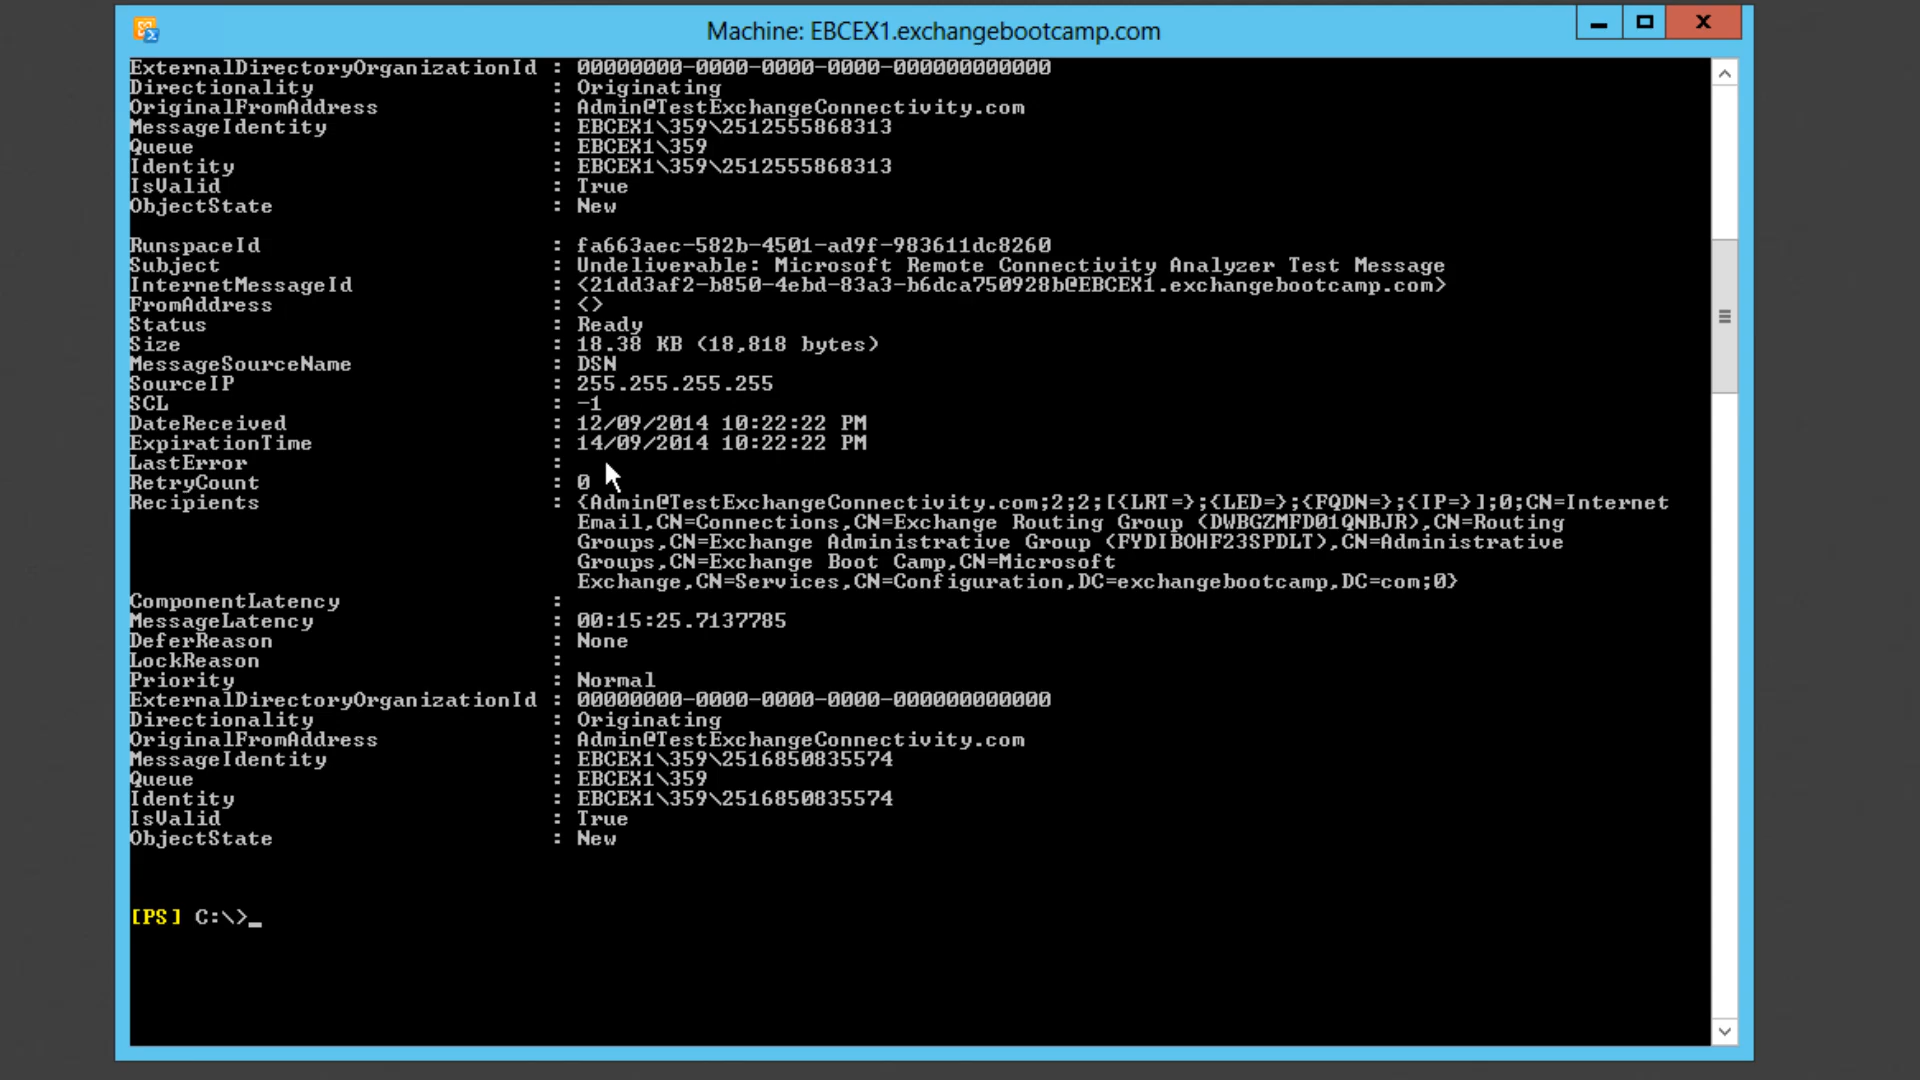 Machine: EBCEX1.exchangebootcamp.com
ExternalDirectoryOrganizationId : 00000000-0000-0000-0000-000000000000
Directionality : Originating
OriginalFromAddress : Admin@TestExchangeConnectivity.com
MessageIdentity : EBCEX1\359\2512555868313
Queue : EBCEX1\359
Identity : EBCEX1\359\2512555868313
IsValid : True
ObjectState : New
RunspaceId : fa663aec-582b-4501-ad9f-983611dc8260
Subject : Undeliverable: Microsoft Remote Connectivity Analyzer Test Message
InternetMessageId : <21dd3af2-b850-4ebd-83a3-b6dca750928b@EBCEX1.exchangebootcamp.com>
FromAddress : <>
Status : Ready
Size : 18.38 KB (18,818 bytes)
MessageSourceName : DSN
SourceIP : 255.255.255.255
SCL : -1
DateReceived : 12/09/2014 10:22:22 PM
ExpirationTime : 14/09/2014 10:22:22 PM
LastError :
RetryCount : 0
Recipients : {Admin@TestExchangeConnectivity.com;2;2;[{LRT=};{LED=};{FQDN=};{IP=}];0;CN=Internet
Email,CN=Connections,CN=Exchange Routing Group (DWBGZMFD01QNBJR),CN=Routing
Groups,CN=Exchange Administrative Group (FYDIBOHF23SPDLT),CN=Administrative
Groups,CN=Exchange Boot Camp,CN=Microsoft
Exchange,CN=Services,CN=Configuration,DC=exchangebootcamp,DC=com;0}
ComponentLatency :
MessageLatency : 00:15:25.7137785
DeferReason : None
LockReason :
Priority : Normal
ExternalDirectoryOrganizationId : 00000000-0000-0000-0000-000000000000
Directionality : Originating
OriginalFromAddress : Admin@TestExchangeConnectivity.com
MessageIdentity : EBCEX1\359\2516850835574
Queue : EBCEX1\359
Identity : EBCEX1\359\2516850835574
IsValid : True
ObjectState : New
[PS] C:\>_